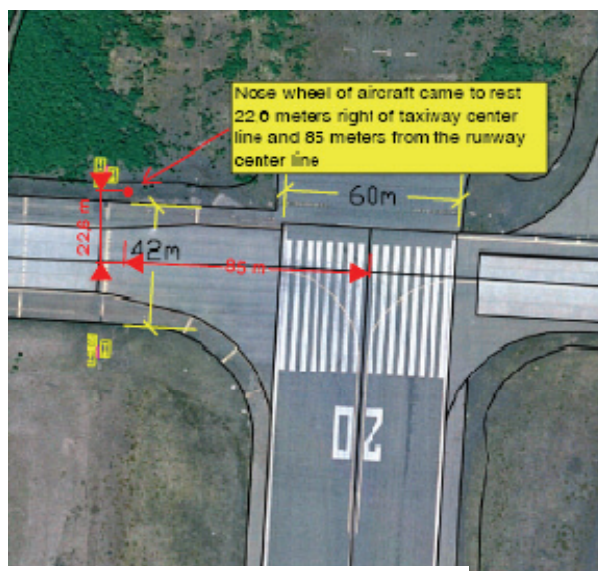 Nose wheel of aircraft came to rest
22.6 meters right of taxiway center
line and 85 meters from the runway
center line
60m
42m
22.6 m
85 m
20